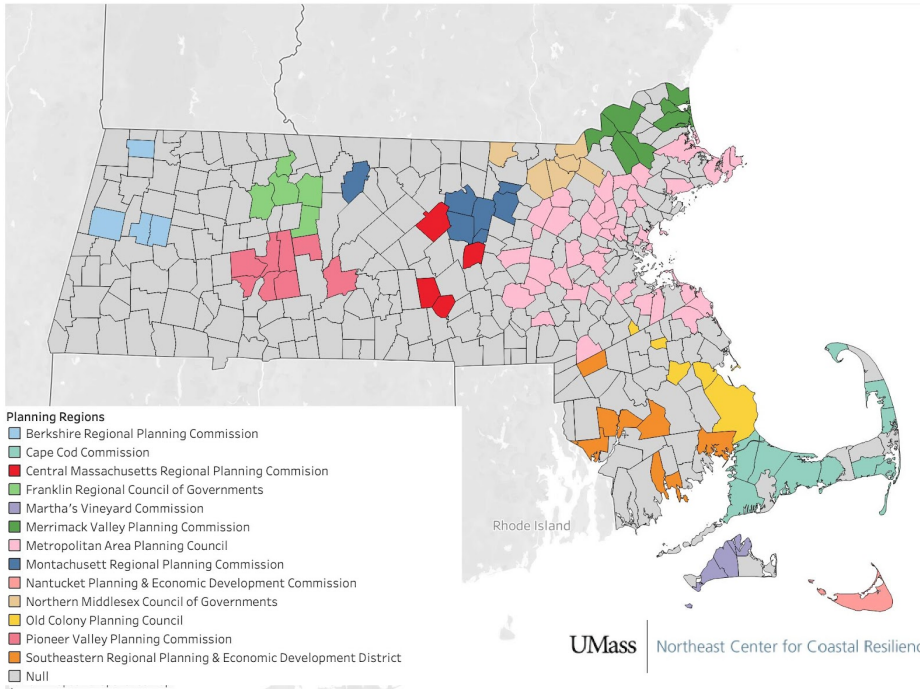 Rhode Island
Planning Regions
Berkshire Regional Planning Commission
Cape Cod Commission
Central Massachusetts Regional Planning Commision
Franklin Regional Council of Governments
Martha's Vineyard Commission
Merrimack Valley Planning Commission
Metropolitan Area Planning Council
Montachusett Regional Planning Commission
Nantucket Planning & Economic Development Commission
Northern Middlesex Council of Governments
Old Colony Planning Council
Pioneer Valley Planning Commission
Southeastern Regional Planning & Economic Development District
Null
UMass
Northeast Center for Coastal Resilienc